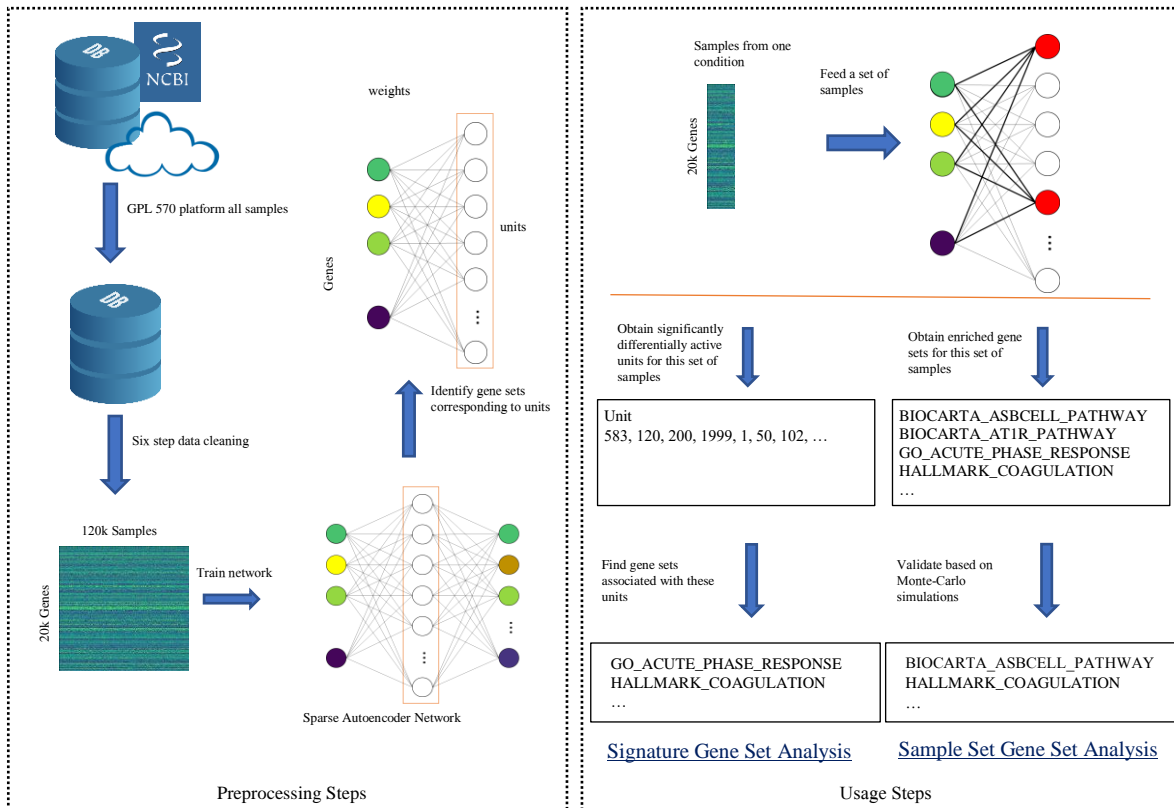 DB
NCBI
GPL 570 platform all samples
DB
Six step data cleaning
120k Samples
20k Genes
Train network
Sparse Autoencoder Network
...
...
Identify gene sets
corresponding to units
weights
Genes
units
...
Preprocessing Steps
Samples from one
condition
20k Genes
Feed a set of
samples
...
Obtain significantly
differentially active
units for this set of
samples
Unit
583, 120, 200, 1999, 1, 50, 102, …
Find gene sets
associated with these
units
GO_ACUTE_PHASE_RESPONSE
HALLMARK_COAGULATION
…
Signature Gene Set Analysis
Obtain enriched gene
sets for this set of
samples
BIOCARTA_ASBCELL_PATHWAY
BIOCARTA_AT1R_PATHWAY
GO_ACUTE_PHASE_RESPONSE
HALLMARK_COAGULATION
…
Validate based on
Monte-Carlo
simulations
BIOCARTA_ASBCELL_PATHWAY
HALLMARK_COAGULATION
…
Sample Set Gene Set Analysis
Usage Steps